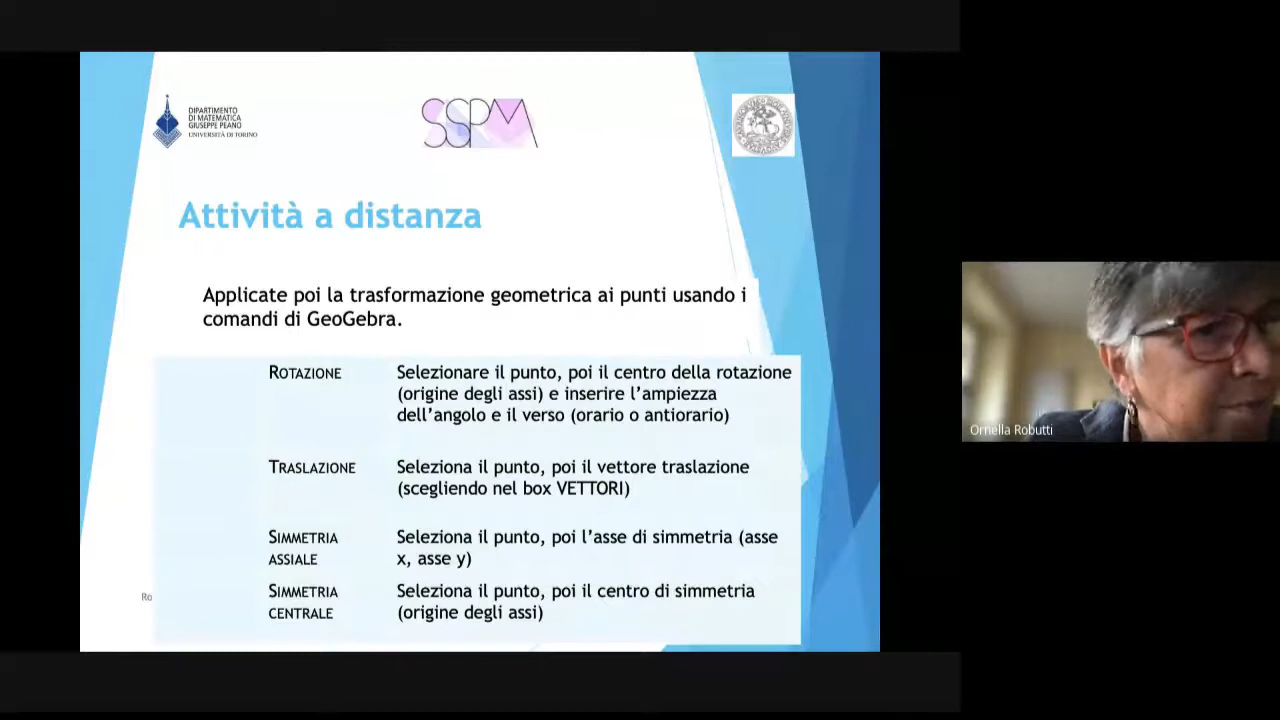 DIPARTIMENTO
DI MATEMATICA
GIUSEPPE PEANO
UNIVERSITÀ DI TORINO
SSPM
Attività a distanza
Applicate poi la trasformazione geometrica ai punti usando i
comandi di GeoGebra.
ROTAZIONE
Selezionare il punto, poi il centro della rotazione
(origine degli assi) e inserire l’ampiezza
dell’angolo e il verso (orario o antiorario)
TRASLAZIONE
Seleziona il punto, poi il vettore traslazione
(scegliendo nel box VETTORI)
SIMMETRIA
ASSIALE
Seleziona il punto, poi l’asse di simmetria (asse
x, asse y)
SIMMETRIA
CENTRALE
Seleziona il punto, poi il centro di simmetria
(origine degli assi)
Ro
Ornella Robutti